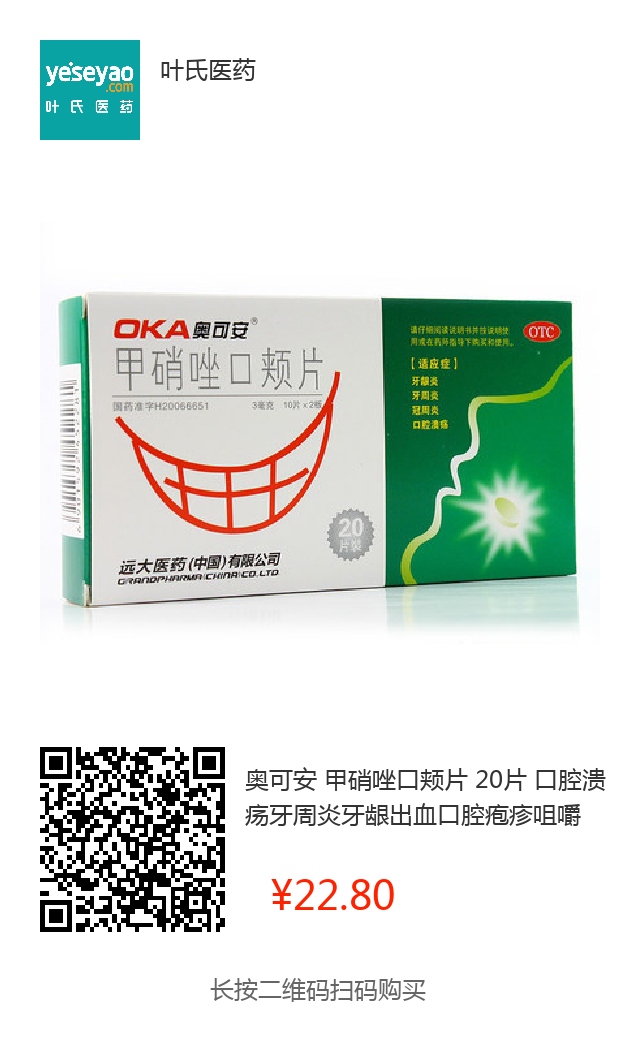 yeseyao
.com
叶氏医药
叶氏医药
OKA奥可安®
甲硝唑口颊片
国药准字H20066651 3毫克 10片×2板
请仔细阅读说明书并按说明使
用或在药师指导下购买和使用。
OTC
【适应症】
牙龈炎
牙周炎
冠周炎
口腔溃疡
20
片装
远大医药(中国)有限公司
GRANDPHARMA(CHINA)CO.,LTD.
奥可安 甲硝唑口颊片 20片 口腔溃
疡牙周炎牙龈出血口腔疱疹咀嚼
¥22.80
长按二维码扫码购买